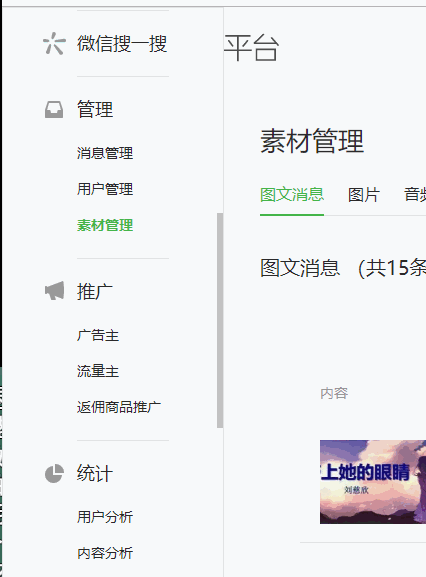 微信搜一搜
管理
消息管理
用户管理
素材管理
推广
广告主
流量主
返佣商品推广
统计
用户分析
内容分析
平台
素材管理
图文消息 图片 音频
图文消息 (共15条
内容
上她的眼睛
刘慈欣